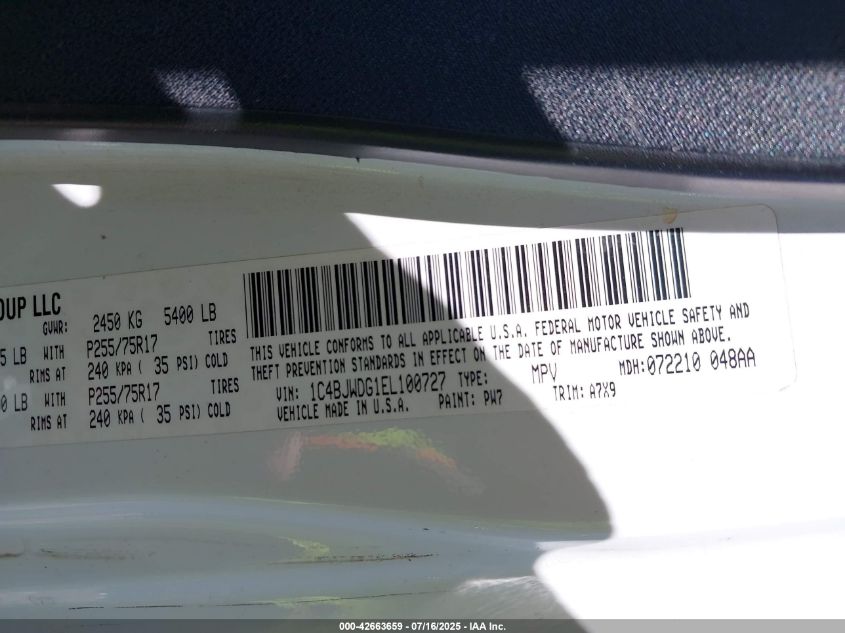 OUP LLC
GVWR: 2450 KG 5400 LB
5 LB WITH P255/75R17 TIRES
RIMS AT 240 KPA ( 35 PSI) COLD
0 LB WITH P255/75R17 TIRES
RIMS AT 240 KPA ( 35 PSI) COLD
THIS VEHICLE CONFORMS TO ALL APPLICABLE U.S.A. FEDERAL MOTOR VEHICLE SAFETY AND
THEFT PREVENTION STANDARDS IN EFFECT ON THE DATE OF MANUFACTURE SHOWN ABOVE.
VIN: 1C4BJWDG1EL100727 TYPE: MPV MDH: 072210 048AA
VEHICLE MADE IN U.S.A. PAINT: PW7 TRIM: A7X9
000-42663659 - 07/16/2025 - IAA Inc.